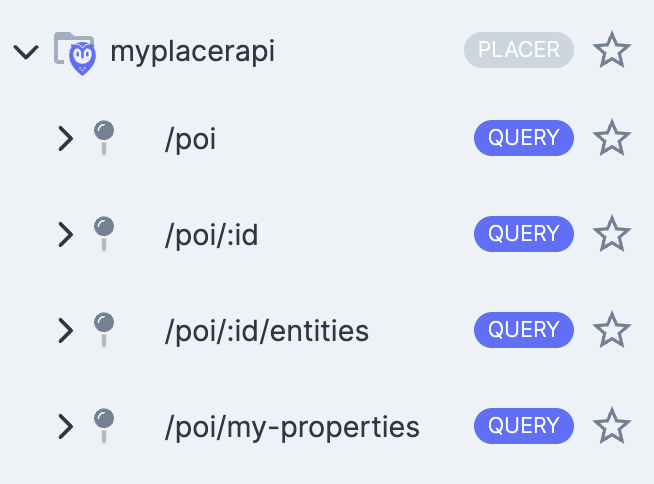 myplacerapi PLACER
/poi QUERY
/poi/:id QUERY
/poi/:id/entities QUERY
/poi/my-properties QUERY